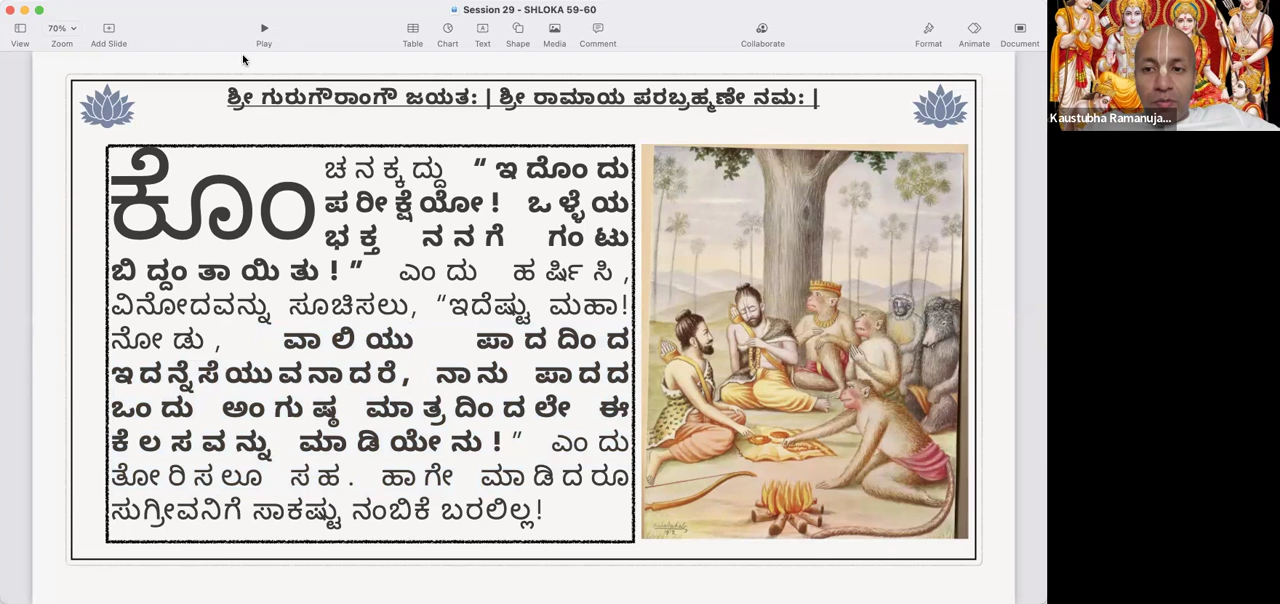 Session 29 - SHLOKA 59-60
View
70%
Zoom
Add Slide
Play
Table
Chart
Text
Shape
Media
Comment
Collaborate
Format
Animate
Document
ಶ್ರೀ ಗುರುಗೌರಾಂಗೌ ಜಯತಃ | ಶ್ರೀ ರಾಮಾಯ ಪರಬ್ರಹ್ಮಣೇ ನಮಃ |
ಕೊಂಚನಕ್ಕದ್ದು “ಇದೊಂದು
ಪರೀಕ್ಷೆಯೋ! ಒಳ್ಳೆಯ
ಭಕ್ತ ನನಗೆ ಗಂಟು
ಬಿದ್ದಂತಾಯಿತು!” ಎಂದು ಹರ್ಷಿಸಿ,
ವಿನೋದವನ್ನು ಸೂಚಿಸಲು, “ಇದೆಷ್ಟು ಮಹಾ!
ನೋಡು, ವಾಲಿಯು ಪಾದದಿಂದ
ಇದನ್ನೆಸೆಯುವನಾದರೆ, ನಾನು ಪಾದದ
ಒಂದು ಅಂಗುಷ್ಠ ಮಾತ್ರದಿಂದಲೇ ಈ
ಕೆಲಸವನ್ನು ಮಾಡಿಯೇನು!” ಎಂದು
ತೋರಿಸಲೂ ಸಹ. ಹಾಗೇ ಮಾಡಿದರೂ
ಸುಗ್ರೀವನಿಗೆ ಸಾಕಷ್ಟು ನಂಬಿಕೆ ಬರಲಿಲ್ಲ!
Kaustubha Ramanuja...